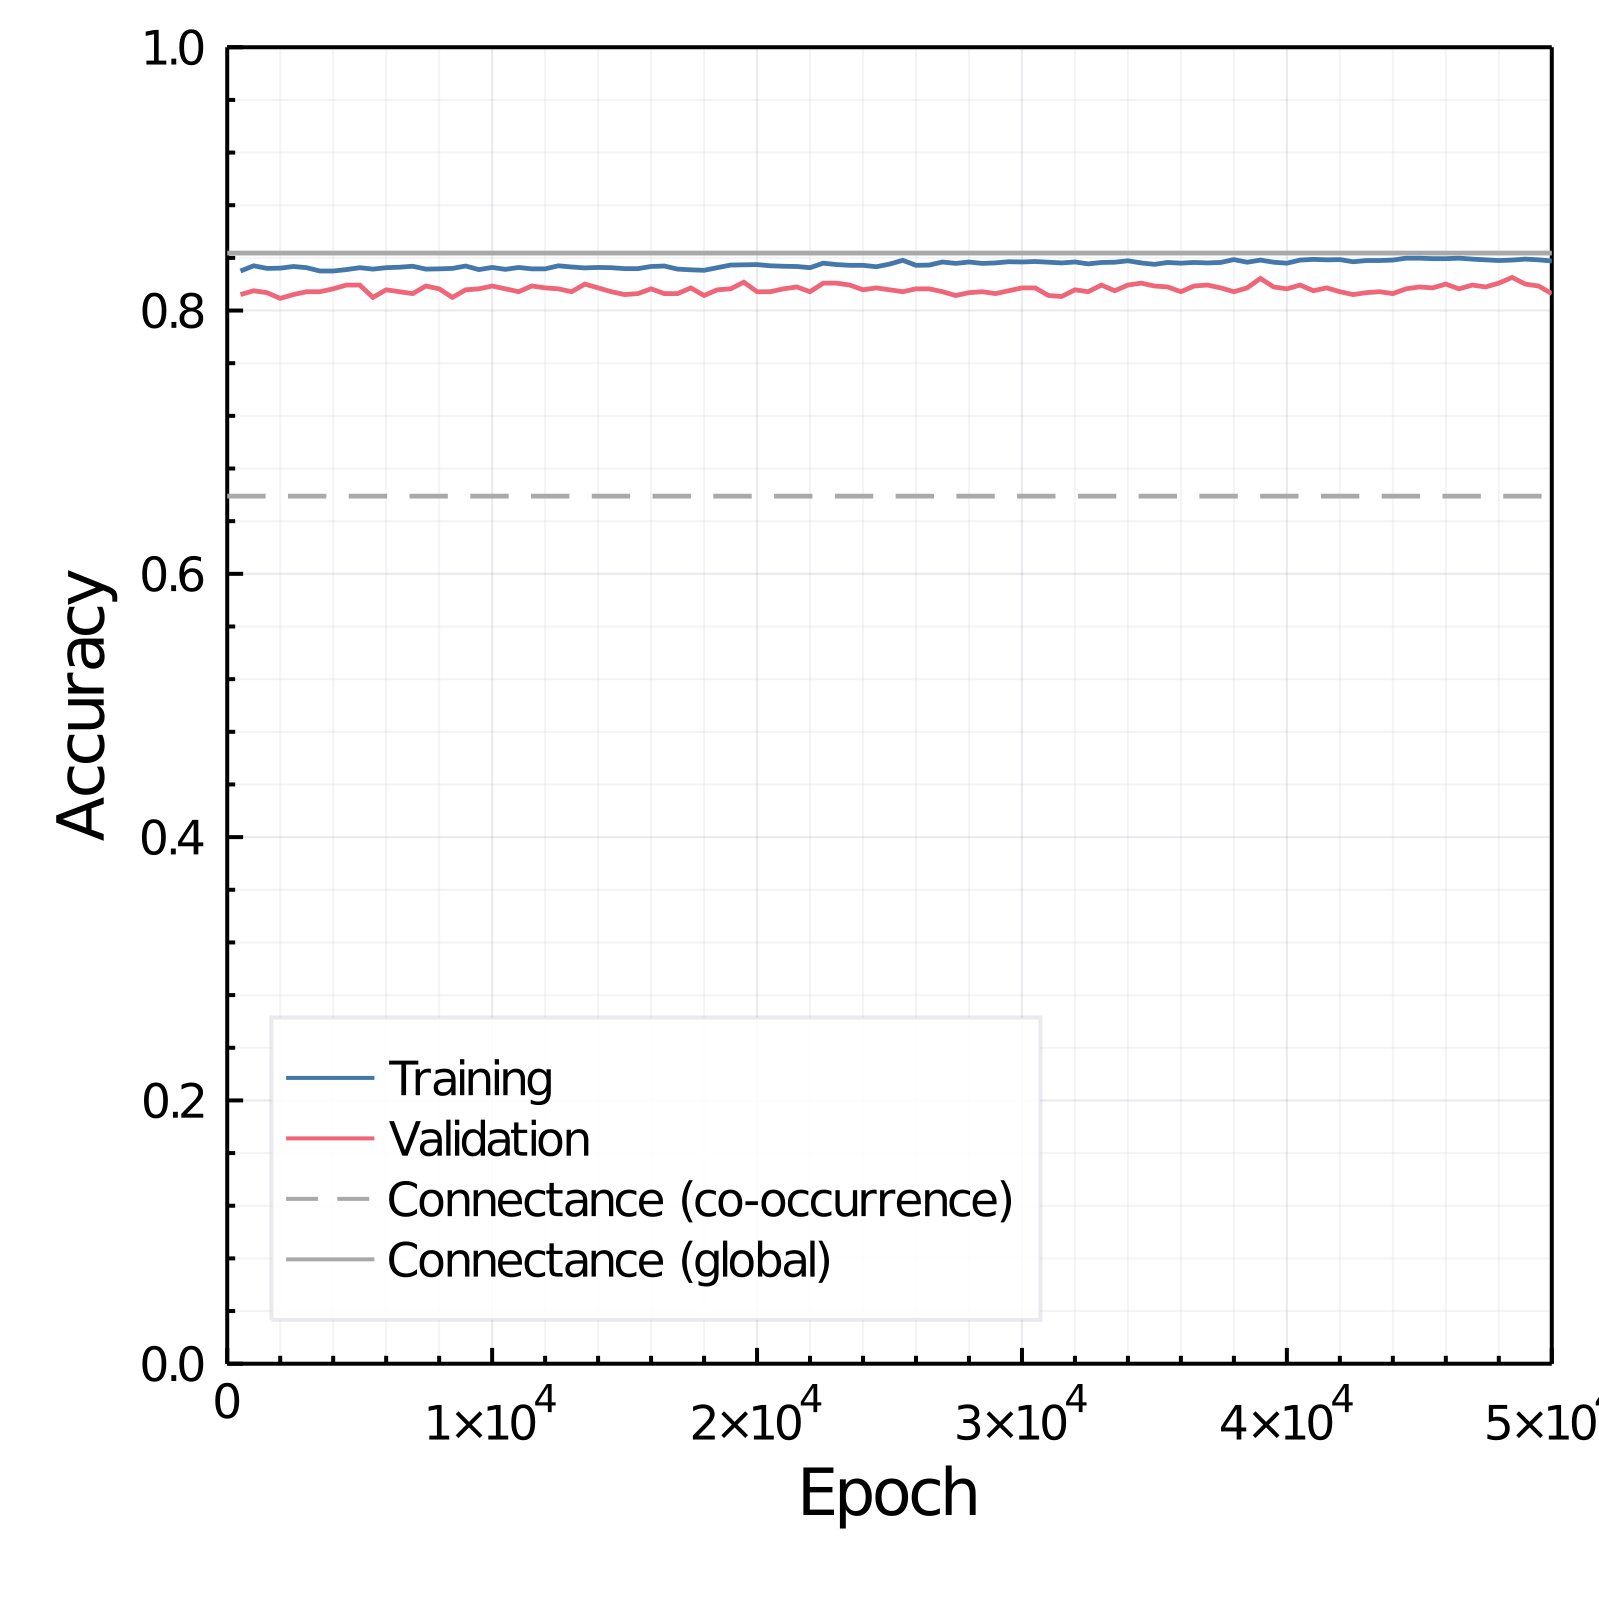 1.0
0.8
0.6
0.4
0.2
0.0
Accuracy
Training
Validation
Connectance (co-occurrence)
Connectance (global)
0
1×10⁴
2×10⁴
3×10⁴
4×10⁴
5×10
Epoch